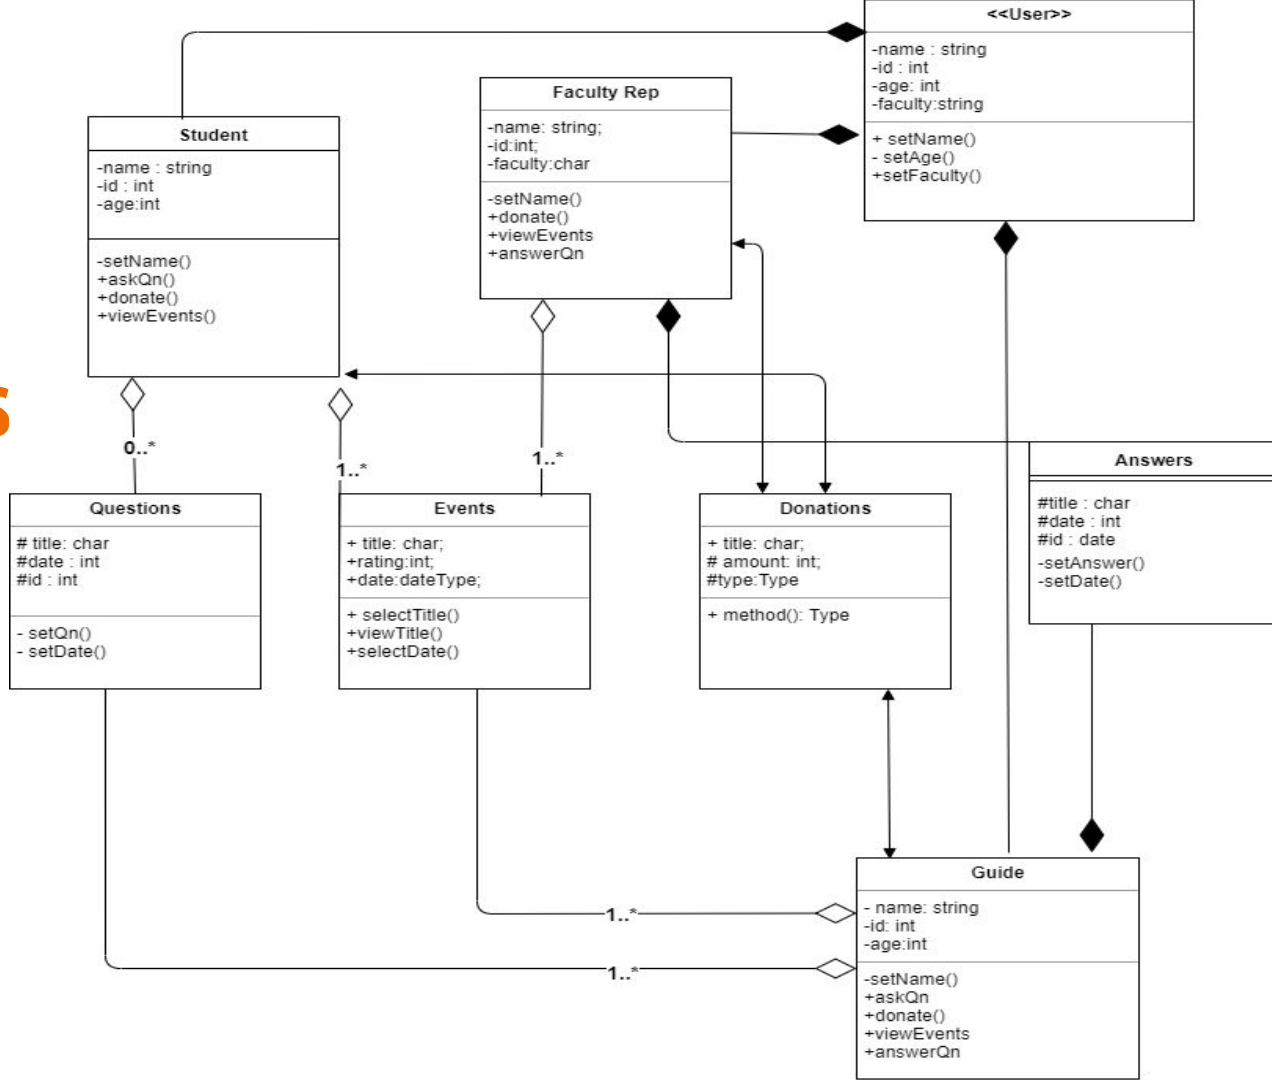 <<User>>
-name : string
-id : int
-age: int
-faculty:string
+ setName()
- setAge()
+setFaculty()
Faculty Rep
-name: string;
-id:int;
-faculty:char
-setName()
+donate()
+viewEvents
+answerQn
Student
-name : string
-id : int
-age:int
-setName()
+askQn()
+donate()
+viewEvents()
s
0..*
1..*
1..*
Questions
# title: char
#date : int
#id : int
- setQn()
- setDate()
Events
+ title: char;
+rating:int;
+date:dateType;
+ selectTitle()
+viewTitle()
+selectDate()
Donations
+ title: char;
# amount: int;
#type:Type
+ method(): Type
Answers
#title : char
#date : int
#id : date
-setAnswer()
-setDate()
1..*
1..*
Guide
- name: string
-id: int
-age:int
-setName()
+askQn
+donate()
+viewEvents
+answerQn